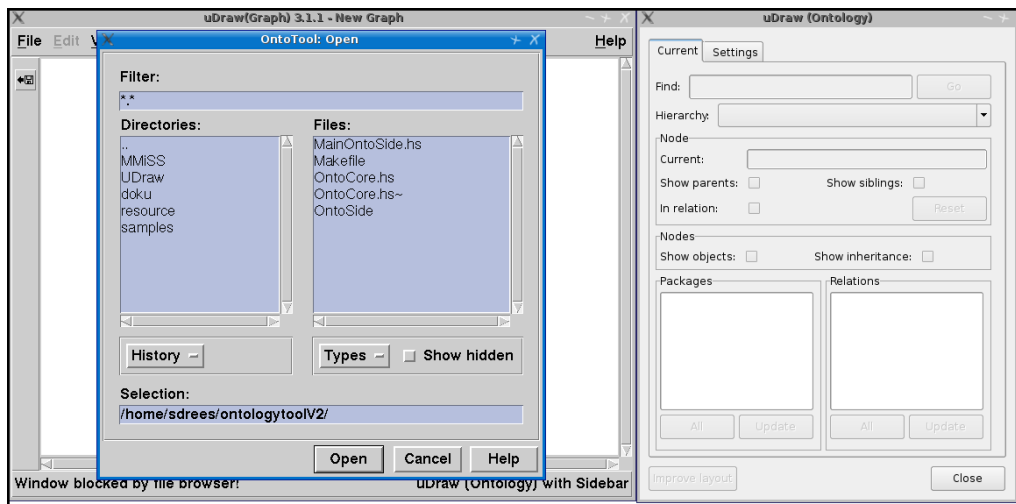 uDraw(Graph) 3.1.1 - New Graph
File Edit
Help
OntoTool: Open
Filter:
*.*
Directories:
..
MMiSS
UDraw
doku
resource
samples
Files:
MainOntoSide.hs
Makefile
OntoCore.hs
OntoCore.hs~
OntoSide
History
Types
Show hidden
Selection:
/home/sdrees/ontologytoolV2/
Open Cancel Help
Window blocked by file browser!
uDraw (Ontology) with Sidebar
uDraw (Ontology)
Current Settings
Find: Go
Hierarchy:
Node
Current:
Show parents: Show siblings:
In relation: Reset
Nodes
Show objects: Show inheritance:
Packages Relations
All Update All Update
Improve layout Close